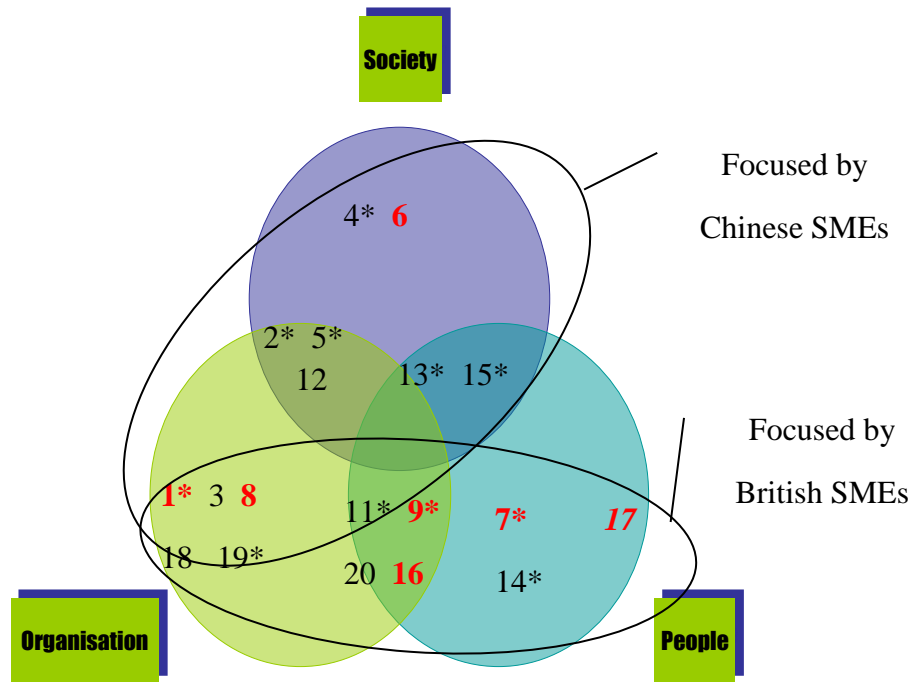 Society
Focused by
Chinese SMEs
4* 6
2* 5*
12
13* 15*
Focused by
British SMEs
1* 3 8
11* 9*
7*
17
18 19*
20 16
14*
Organisation
People